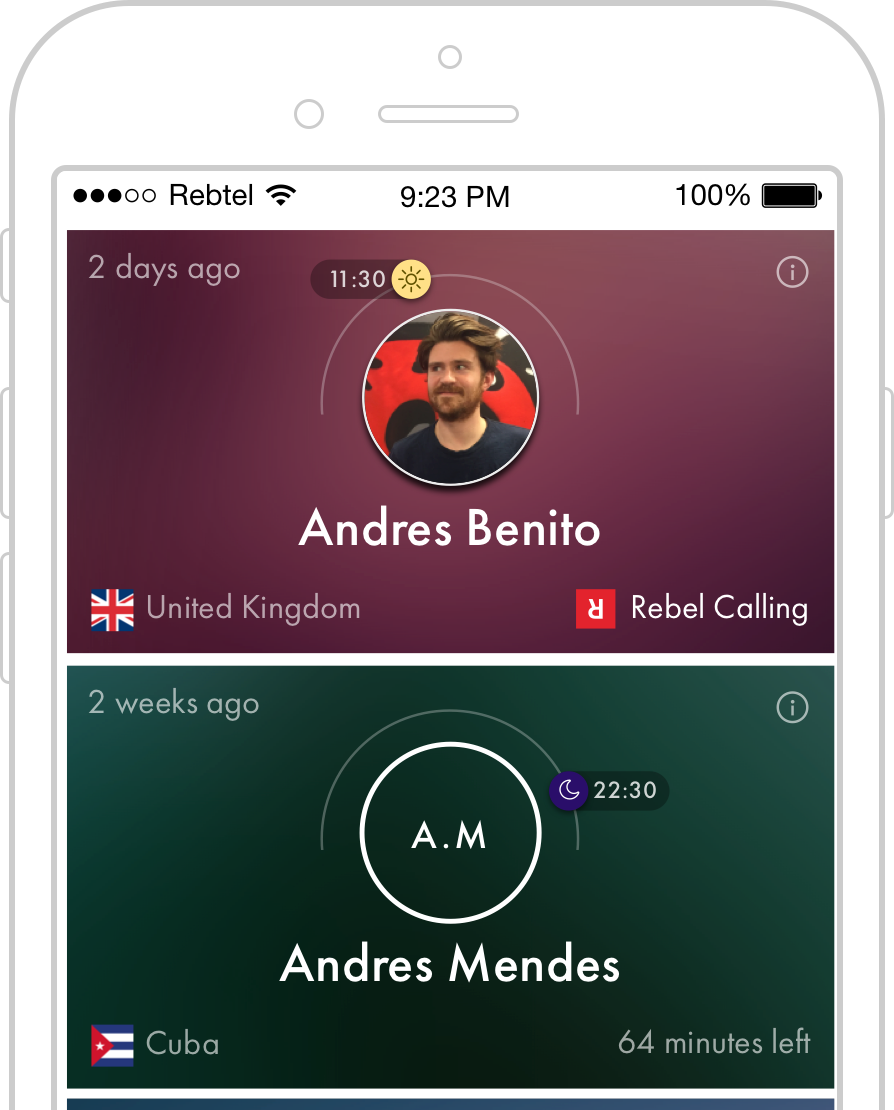 Rebtel 9:23 PM 100%
2 days ago 11:30
Andres Benito
United Kingdom R Rebel Calling
2 weeks ago
22:30
A.M
Andres Mendes
Cuba 64 minutes left